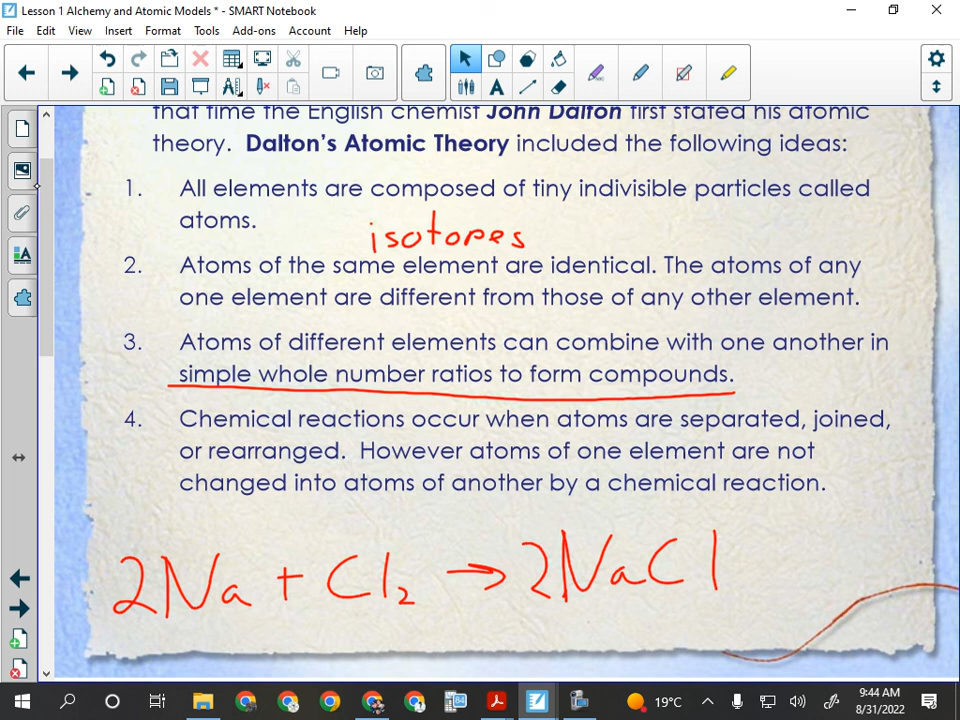 Lesson 1 Alchemy and Atomic Models * - SMART Notebook
File Edit View Insert Format Tools Add-ons Account Help
that time the English chemist John Dalton first stated his atomic
theory. Dalton's Atomic Theory included the following ideas:
1. All elements are composed of tiny indivisible particles called
atoms.
isotopes
2. Atoms of the same element are identical. The atoms of any
one element are different from those of any other element.
3. Atoms of different elements can combine with one another in
simple whole number ratios to form compounds.
4. Chemical reactions occur when atoms are separated, joined,
or rearranged. However atoms of one element are not
changed into atoms of another by a chemical reaction.
2Na + Cl₂ → 2NaCl
19°C
9:44 AM
8/31/2022